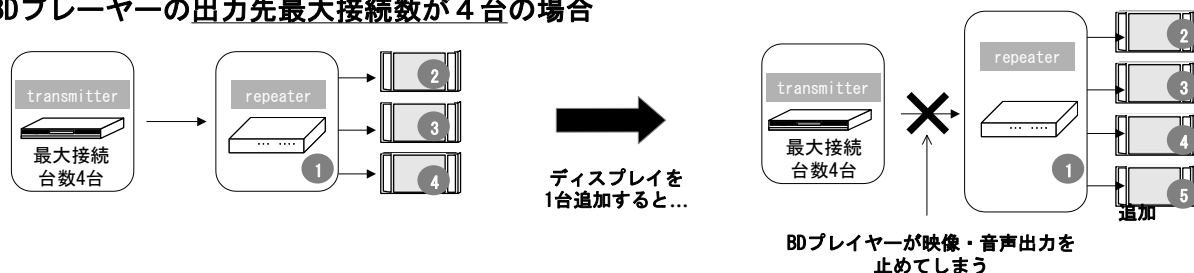 BDプレーヤーの出力先最大接続数が４台の場合
transmitter
最大接続
台数4台
repeater
1
2
3
4
ディスプレイを
1台追加すると…
transmitter
最大接続
台数4台
repeater
1
2
3
4
5
追加
BDプレイヤーが映像・音声出力を
止めてしまう